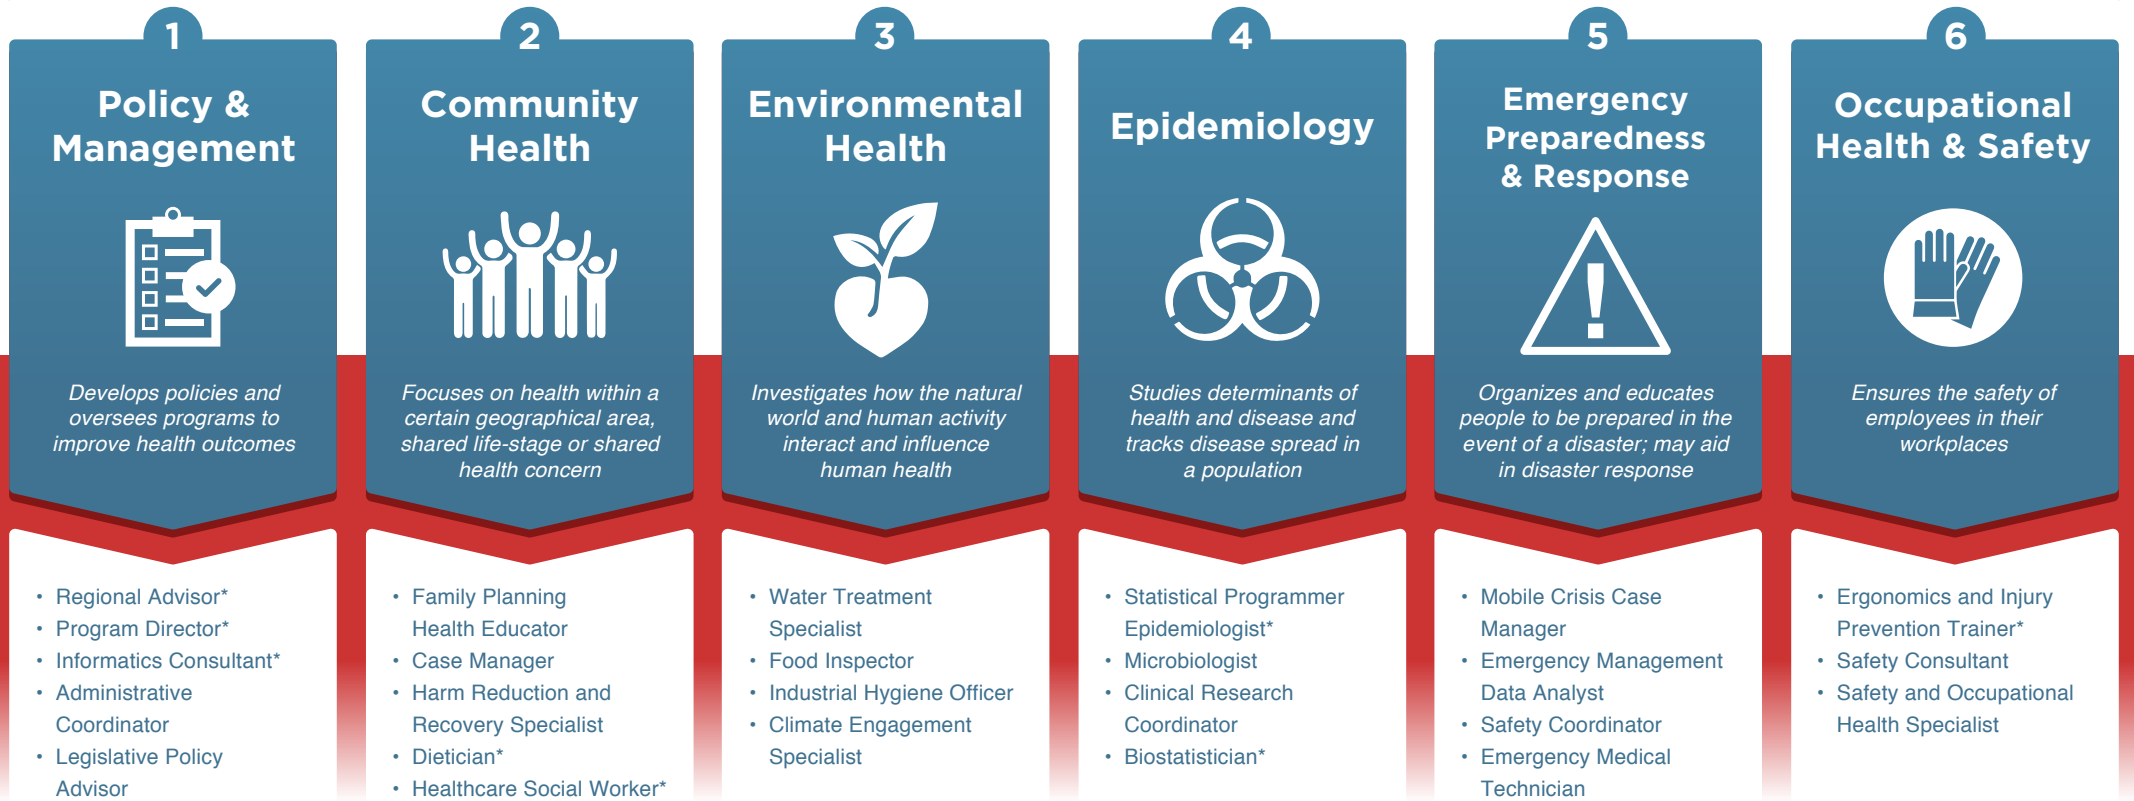 1
Policy &
Management
Develops policies and
oversees programs to
improve health outcomes
• Regional Advisor*
• Program Director*
• Informatics Consultant*
• Administrative
Coordinator
• Legislative Policy
Advisor
2
Community
Health
Focuses on health within a
certain geographical area,
shared life-stage or shared
health concern
• Family Planning
Health Educator
• Case Manager
• Harm Reduction and
Recovery Specialist
• Dietician*
• Healthcare Social Worker*
3
Environmental
Health
Investigates how the natural
world and human activity
interact and influence
human health
• Water Treatment
Specialist
• Food Inspector
• Industrial Hygiene Officer
• Climate Engagement
Specialist
4
Epidemiology
Studies determinants of
health and disease and
tracks disease spread in
a population
• Statistical Programmer
Epidemiologist*
• Microbiologist
• Clinical Research
Coordinator
• Biostatistician*
5
Emergency
Preparedness
& Response
Organizes and educates
people to be prepared in the
event of a disaster; may aid
in disaster response
• Mobile Crisis Case
Manager
• Emergency Management
Data Analyst
• Safety Coordinator
• Emergency Medical
Technician
6
Occupational
Health & Safety
Ensures the safety of
employees in their
workplaces
• Ergonomics and Injury
Prevention Trainer*
• Safety Consultant
• Safety and Occupational
Health Specialist